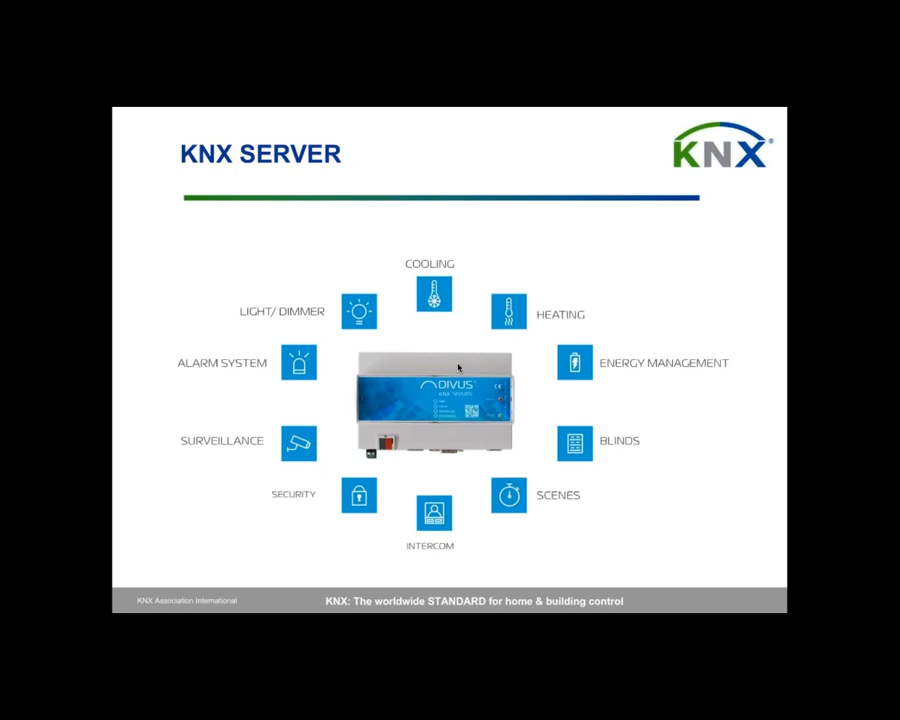 KNX SERVER
KNX®
COOLING
LIGHT/ DIMMER
HEATING
ALARM SYSTEM
ENERGY MANAGEMENT
DIVUS
KNX SERVER
CE
SURVEILLANCE
BLINDS
SECURITY
SCENES
INTERCOM
KNX Association International
KNX: The worldwide STANDARD for home & building control